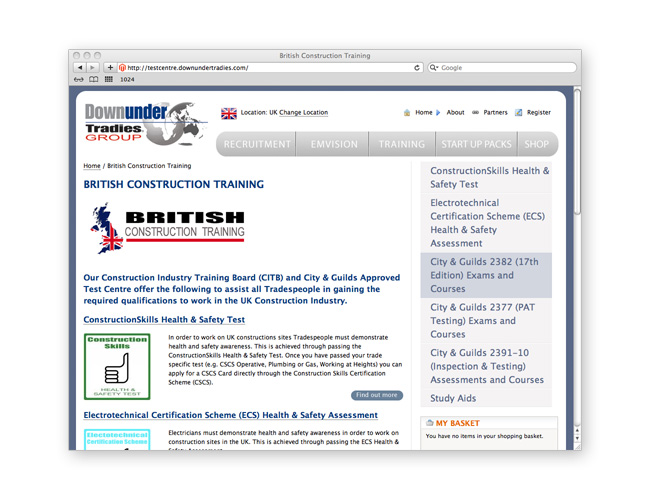 British Construction Training
http://testcentre.downundertradies.com/
Google
1024
Downunder
Tradies
GROUP
Location: UK Change Location
Home
About
Partners
Register
RECRUITMENT
EMVISION
TRAINING
START UP PACKS
SHOP
Home / British Construction Training
BRITISH CONSTRUCTION TRAINING
BRITISH
CONSTRUCTION TRAINING
Our Construction Industry Training Board (CITB) and City & Guilds Approved
Test Centre offer the following to assist all Tradespeople in gaining the
required qualifications to work in the UK Construction Industry.
ConstructionSkills Health & Safety Test
Construction
Skills
HEALTH &
SAFETY TEST
In order to work on UK constructions sites Tradespeople must demonstrate
health and safety awareness. This is achieved through passing the
ConstructionSkills Health & Safety Test. Once you have passed your trade
specific test (e.g. CSCS Operative, Plumbing or Gas, Working at Heights) you can
apply for a CSCS Card directly through the Construction Skills Certification
Scheme (CSCS).
Find out more
Electrotechnical Certification Scheme (ECS) Health & Safety Assessment
Electotechnical
Certification Scheme
Electricians must demonstrate health and safety awareness in order to work on
construction sites in the UK. This is achieved through passing the ECS Health &
ConstructionSkills Health &
Safety Test
Electrotechnical
Certification Scheme (ECS)
Health & Safety
Assessment
City & Guilds 2382 (17th
Edition) Exams and
Courses
City & Guilds 2377 (PAT
Testing) Exams and
Courses
City & Guilds 2391-10
(Inspection & Testing)
Assessments and Courses
Study Aids
MY BASKET
You have no items in your shopping basket.